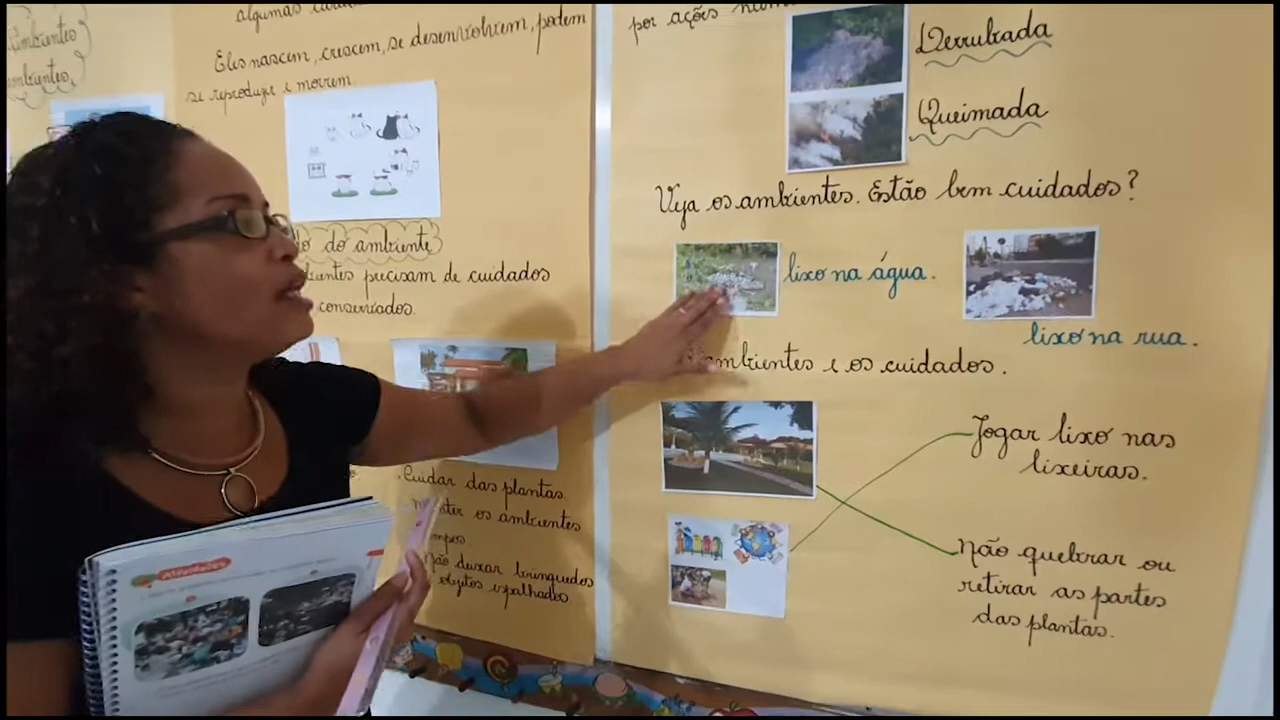 ambientes
ambientes,
algumas
Eles nascem, crescem, se desenvolvem, podem
se reproduzir e morrem.
do ambiente
precisam de cuidados
conservados.
Cuidar das plantas.
os ambientes
Não deixar brinquedos
objetos espalhados
Atividades
por ações
Derrubada
Queimada
Veja os ambientes. Estão bem cuidados?
lixo na água.
lixo na rua.
ambientes e os cuidados.
Jogar lixo nas
lixeiras.
Não quebrar ou
retirar as partes
das plantas.